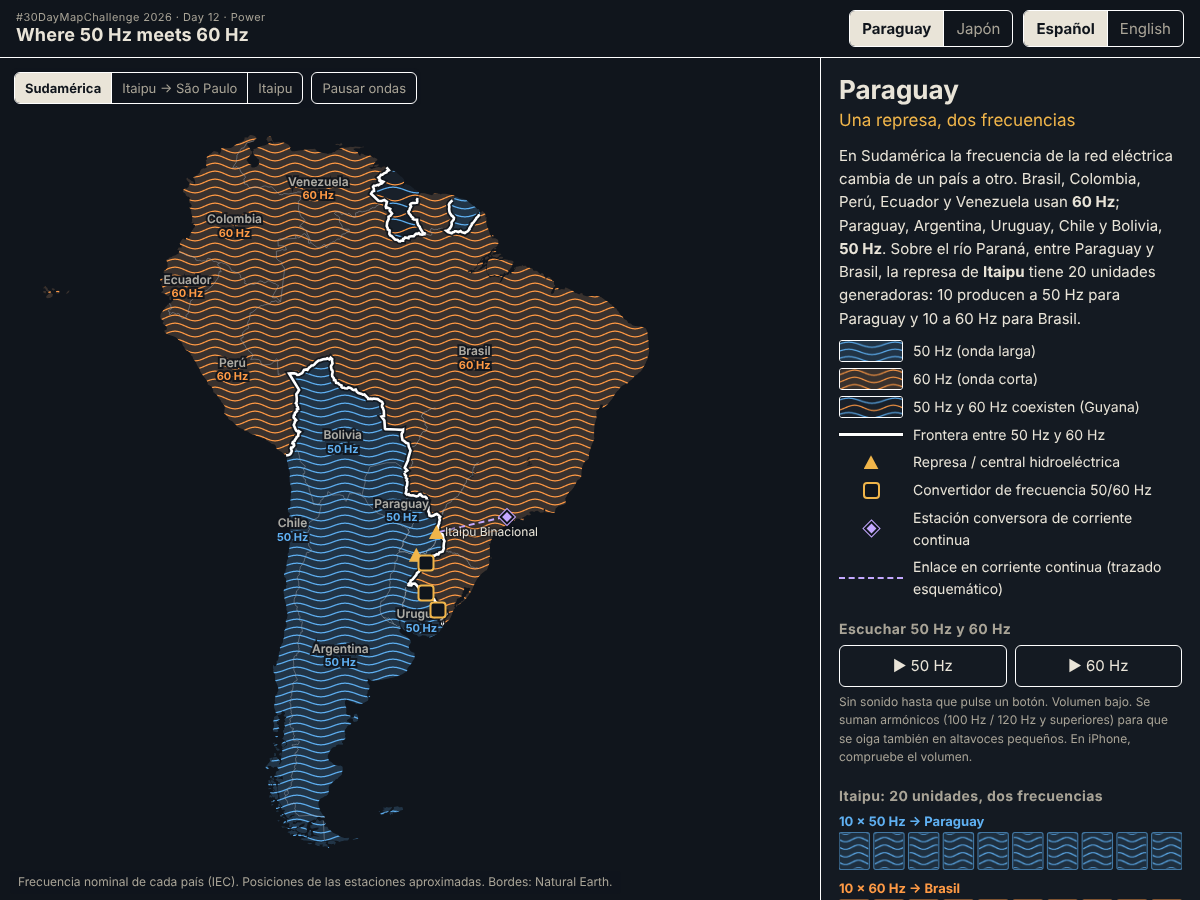 #30DayMapChallenge 2026 · Day 12 · Power
Where 50 Hz meets 60 Hz
Paraguay
Japón
Español
English
Sudamérica
Itaipu → São Paulo
Itaipu
Pausar ondas
Venezuela
60 Hz
Colombia
60 Hz
Ecuador
60 Hz
Perú
60 Hz
Brasil
60 Hz
Bolivia
50 Hz
Paraguay
50 Hz
Chile
50 Hz
Itaipu Binacional
Urugu
50 Hz
Argentina
50 Hz
Frecuencia nominal de cada país (IEC). Posiciones de las estaciones aproximadas. Bordes: Natural Earth.
Paraguay
Una represa, dos frecuencias
En Sudamérica la frecuencia de la red eléctrica
cambia de un país a otro. Brasil, Colombia,
Perú, Ecuador y Venezuela usan 60 Hz;
Paraguay, Argentina, Uruguay, Chile y Bolivia,
50 Hz. Sobre el río Paraná, entre Paraguay y
Brasil, la represa de Itaipu tiene 20 unidades
generadoras: 10 producen a 50 Hz para
Paraguay y 10 a 60 Hz para Brasil.
50 Hz (onda larga)
60 Hz (onda corta)
50 Hz y 60 Hz coexisten (Guyana)
Frontera entre 50 Hz y 60 Hz
Represa / central hidroeléctrica
Convertidor de frecuencia 50/60 Hz
Estación conversora de corriente
continua
Enlace en corriente continua (trazado
esquemático)
Escuchar 50 Hz y 60 Hz
▶ 50 Hz
▶ 60 Hz
Sin sonido hasta que pulse un botón. Volumen bajo. Se
suman armónicos (100 Hz / 120 Hz y superiores) para que
se oiga también en altavoces pequeños. En iPhone,
compruebe el volumen.
Itaipu: 20 unidades, dos frecuencias
10 × 50 Hz → Paraguay
10 × 60 Hz → Brasil